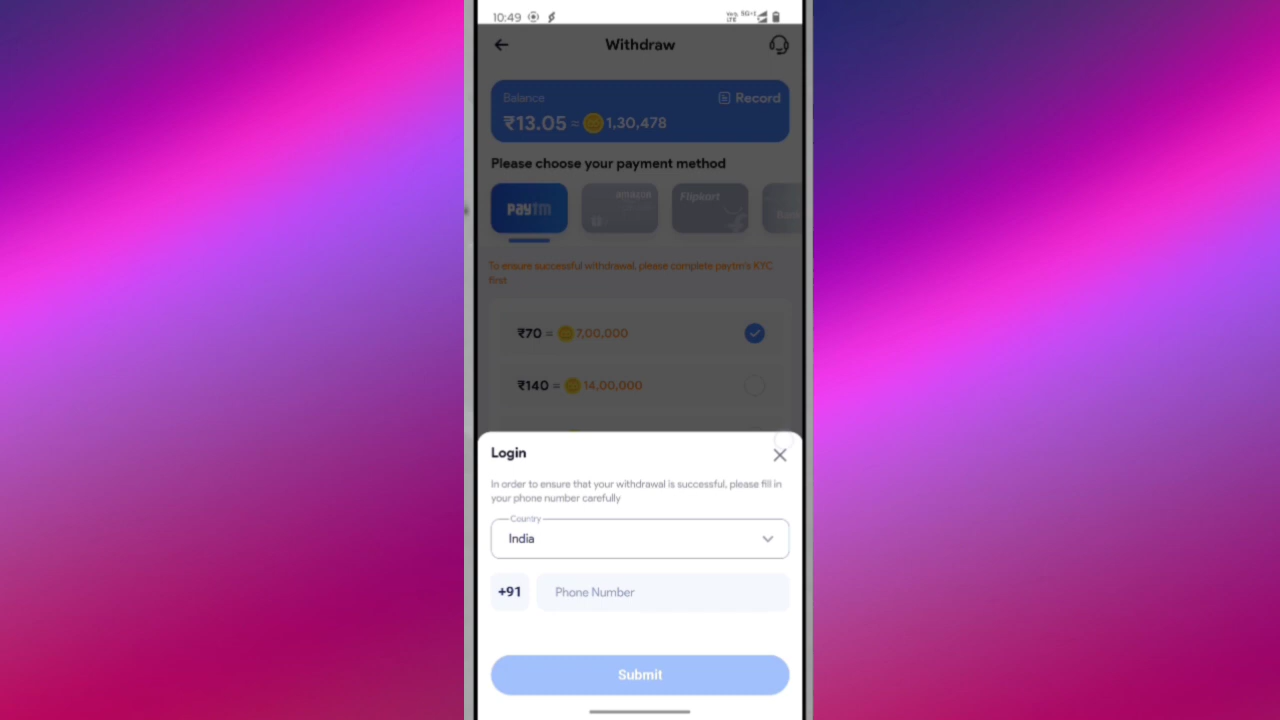 10:49
5G+
LTE
Withdraw
Balance
Record
₹13.05 ≈ 1,30,478
Please choose your payment method
paytm
amazon
Flipkart
To ensure successful withdrawal, please complete paytm's KYC
first
₹70 = 7,00,000
₹140 = 14,00,000
Login
In order to ensure that your withdrawal is successful, please fill in
your phone number carefully
Country
India
+91
Phone Number
Submit